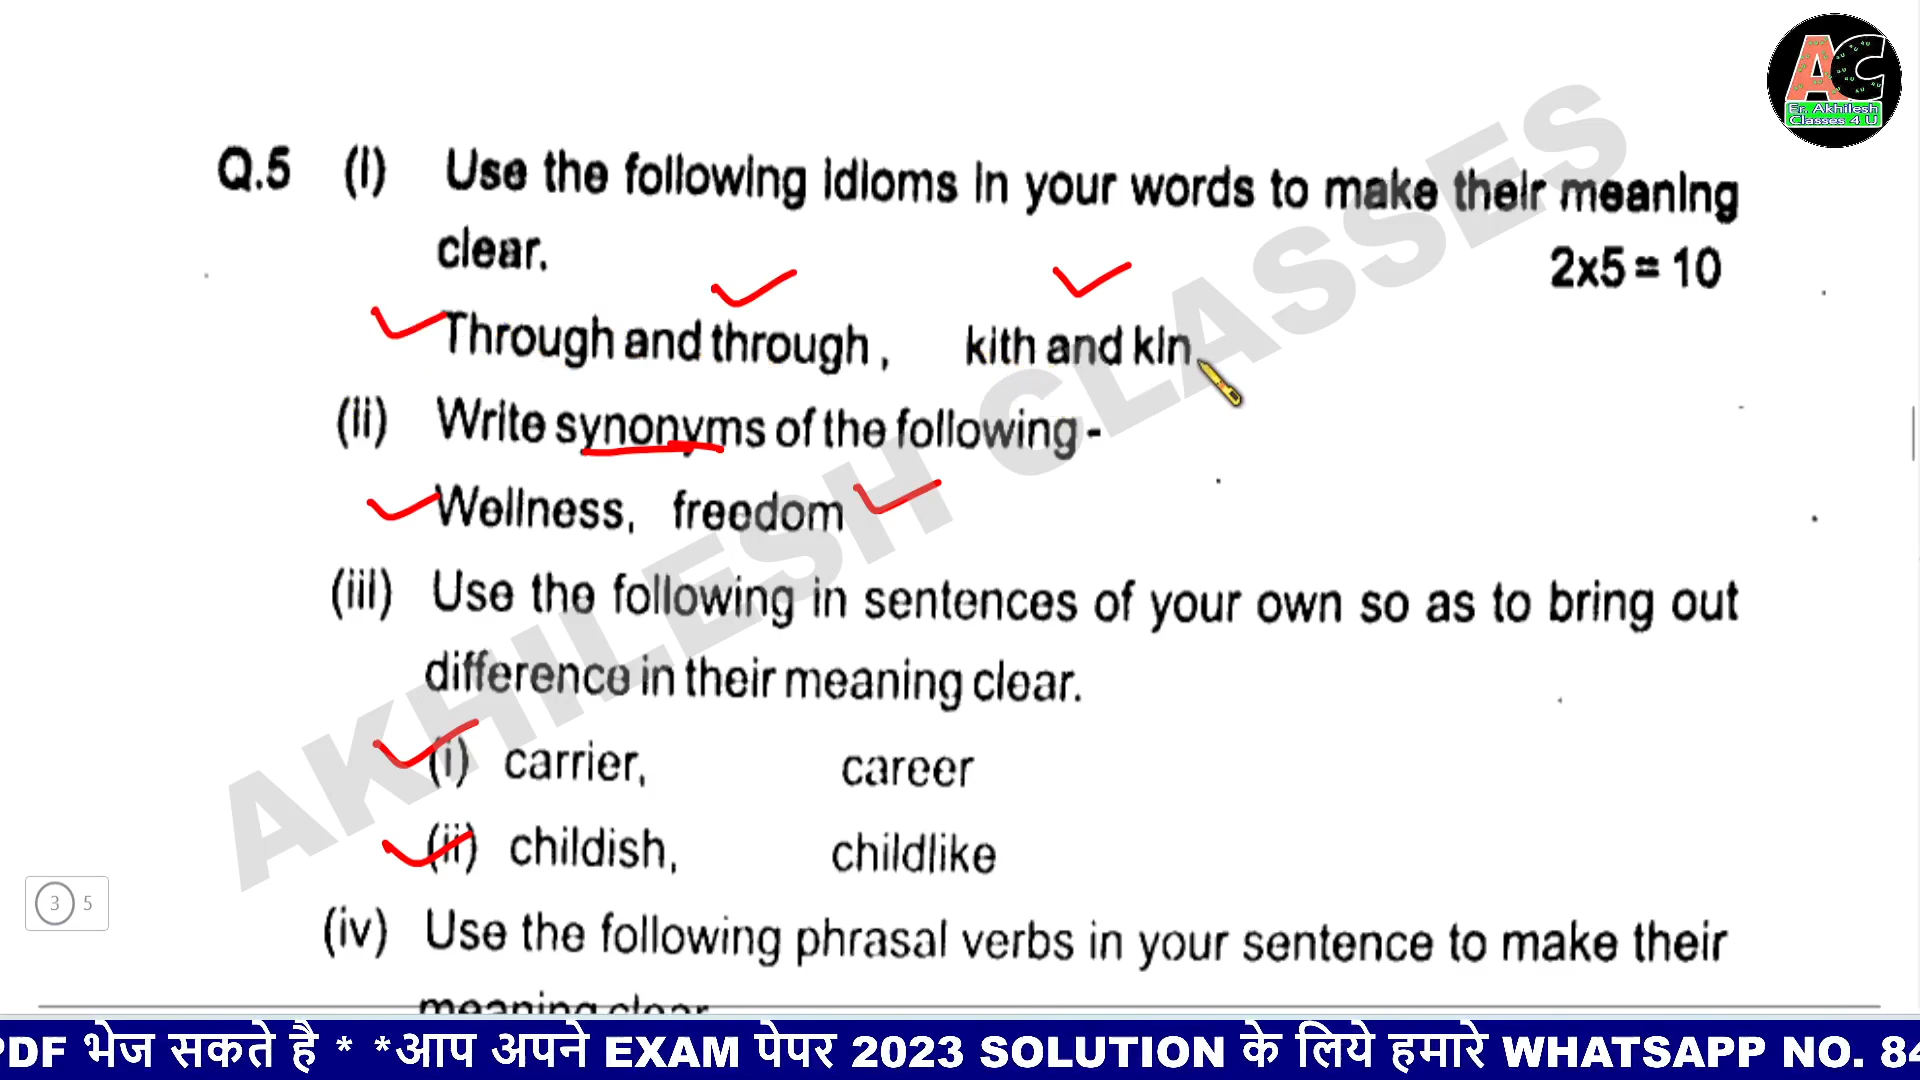 AC
Er. Akhilesh
Classes 4 U
Q.5 (i) Use the following idioms in your words to make their meaning
clear. 2x5 = 10
Through and through, kith and kin
(ii) Write synonyms of the following -
Wellness, freedom
(iii) Use the following in sentences of your own so as to bring out
difference in their meaning clear.
(i) carrier, career
(ii) childish, childlike
(iv) Use the following phrasal verbs in your sentence to make their
meaning clear
AKHILESH CLASSES
3 5
PDF भेज सकते है * *आप अपने EXAM पेपर 2023 SOLUTION के लिये हमारे WHATSAPP NO. 84